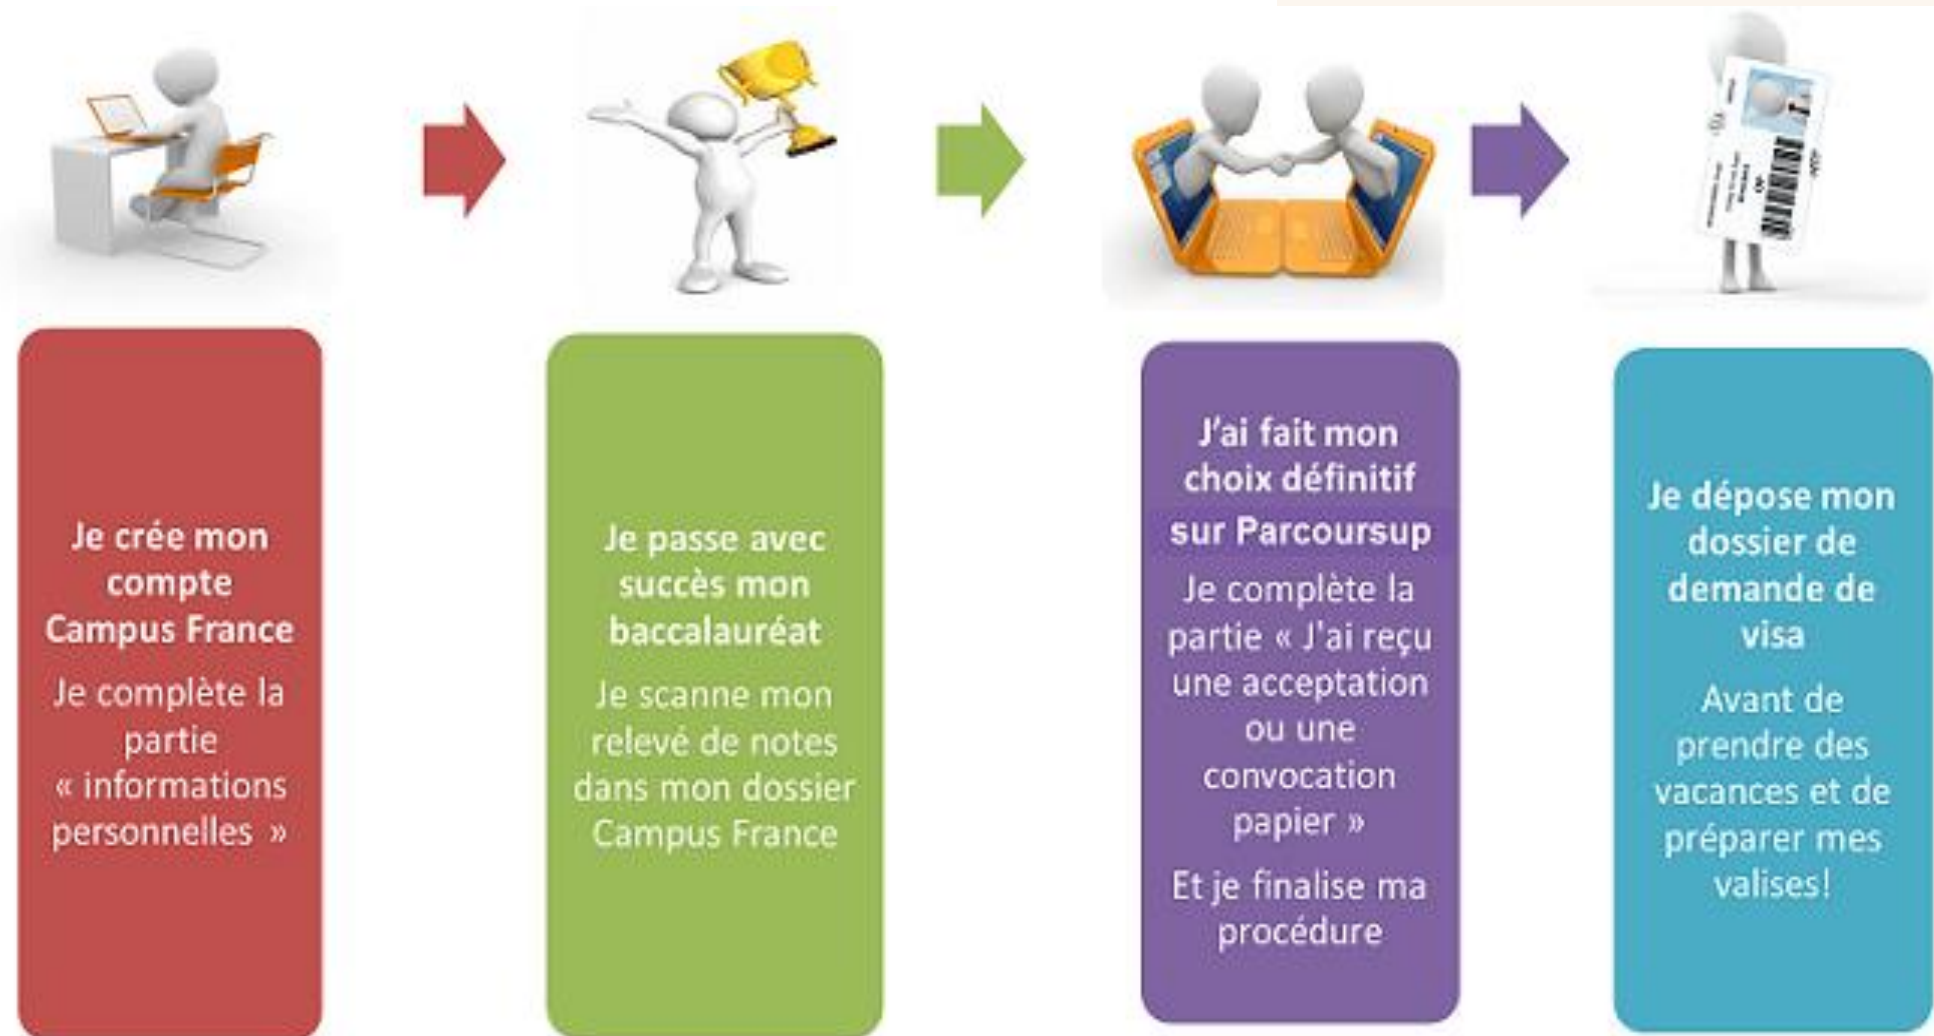 Je crée mon
compte
Campus France
Je complète la
partie
« informations
personnelles »
Je passe avec
succès mon
baccalauréat
Je scanne mon
relevé de notes
dans mon dossier
Campus France
J'ai fait mon
choix définitif
sur Parcoursup
Je complète la
partie « J'ai reçu
une acceptation
ou une
convocation
papier »
Et je finalise ma
procédure
Je dépose mon
dossier de
demande de
visa
Avant de
prendre des
vacances et de
préparer mes
valises!